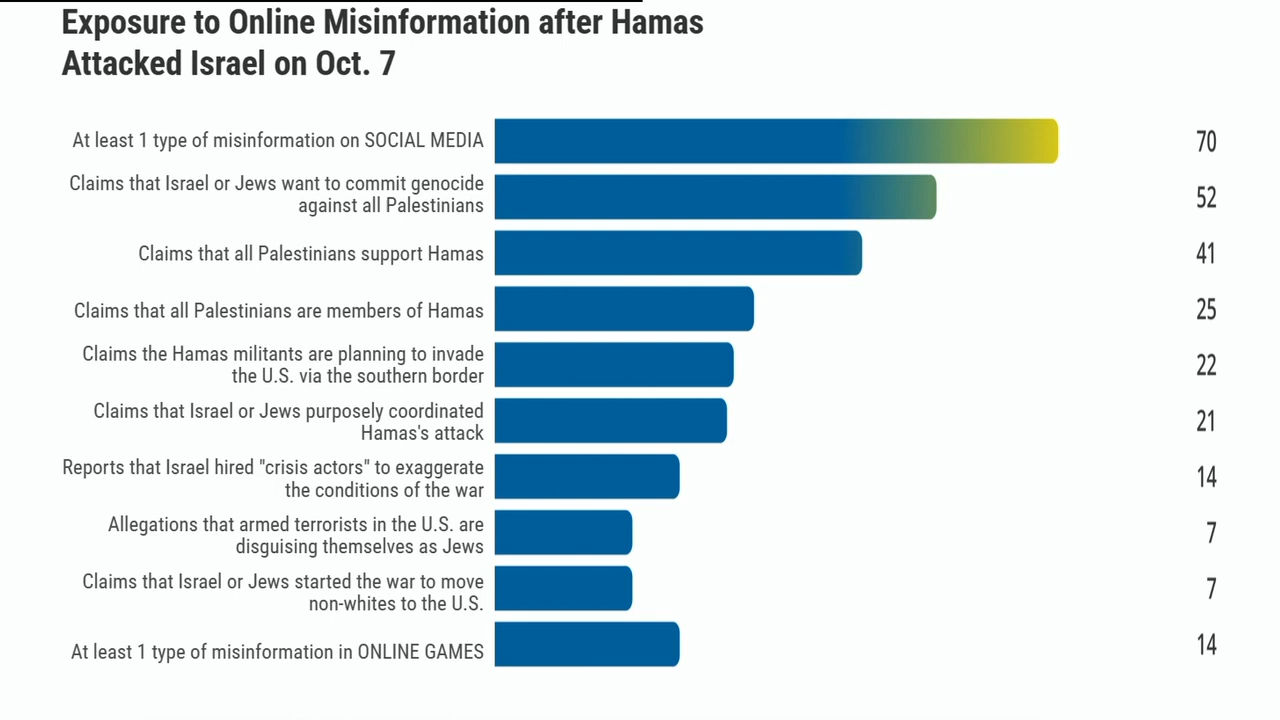 Exposure to Online Misinformation after Hamas
Attacked Israel on Oct. 7
At least 1 type of misinformation on SOCIAL MEDIA 70
Claims that Israel or Jews want to commit genocide
against all Palestinians 52
Claims that all Palestinians support Hamas 41
Claims that all Palestinians are members of Hamas 25
Claims the Hamas militants are planning to invade
the U.S. via the southern border 22
Claims that Israel or Jews purposely coordinated
Hamas's attack 21
Reports that Israel hired "crisis actors" to exaggerate
the conditions of the war 14
Allegations that armed terrorists in the U.S. are
disguising themselves as Jews 7
Claims that Israel or Jews started the war to move
non-whites to the U.S. 7
At least 1 type of misinformation in ONLINE GAMES 14